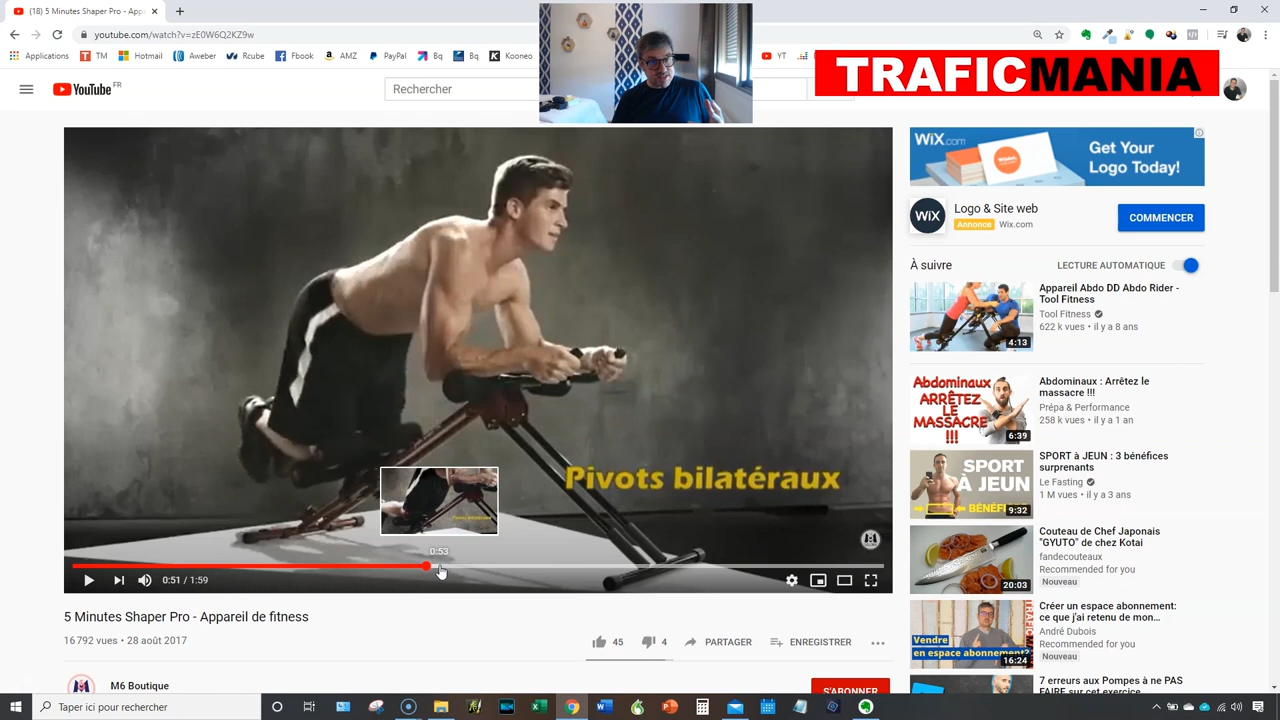 (18) 5 Minutes Shaper Pro - App
youtube.com/watch?v=zE0W6Q2KZ9w
Applications TM Hotmail Aweber Rcube Fbook AMZ PayPal Bq Bq Kooneo YT
TRAFICMANIA
YouTube FR
Rechercher
WiX.com
Get Your
Logo Today!
WiX
Logo & Site web
Annonce Wix.com
COMMENCER
À suivre
LECTURE AUTOMATIQUE
Appareil Abdo DD Abdo Rider -
Tool Fitness
Tool Fitness
622 k vues • il y a 8 ans
4:13
Abdominaux
ARRÊTEZ
LE
MASSACRE
!!!
6:39
Abdominaux : Arrêtez le
massacre !!!
Prépa & Performance
258 k vues • il y a 1 an
SPORT
À JEUN
9:32
SPORT à JEUN : 3 bénéfices
surprenants
Le Fasting
1 M vues • il y a 3 ans
20:03
Couteau de Chef Japonais
"GYUTO" de chez Kotai
fandecouteaux
Recommended for you
Nouveau
Vendre
en espace abonnement?
16:24
Créer un espace abonnement:
ce que j'ai retenu de mon...
André Dubois
Recommended for you
Nouveau
7 erreurs aux Pompes à ne PAS
FAIRE sur cet exercice
Pivots bilatéraux
0:53
0:51 / 1:59
5 Minutes Shaper Pro - Appareil de fitness
16 792 vues • 28 août 2017
45 4 PARTAGER ENREGISTRER
M6 Boutique
S'ABONNER
Taper ici pour rechercher